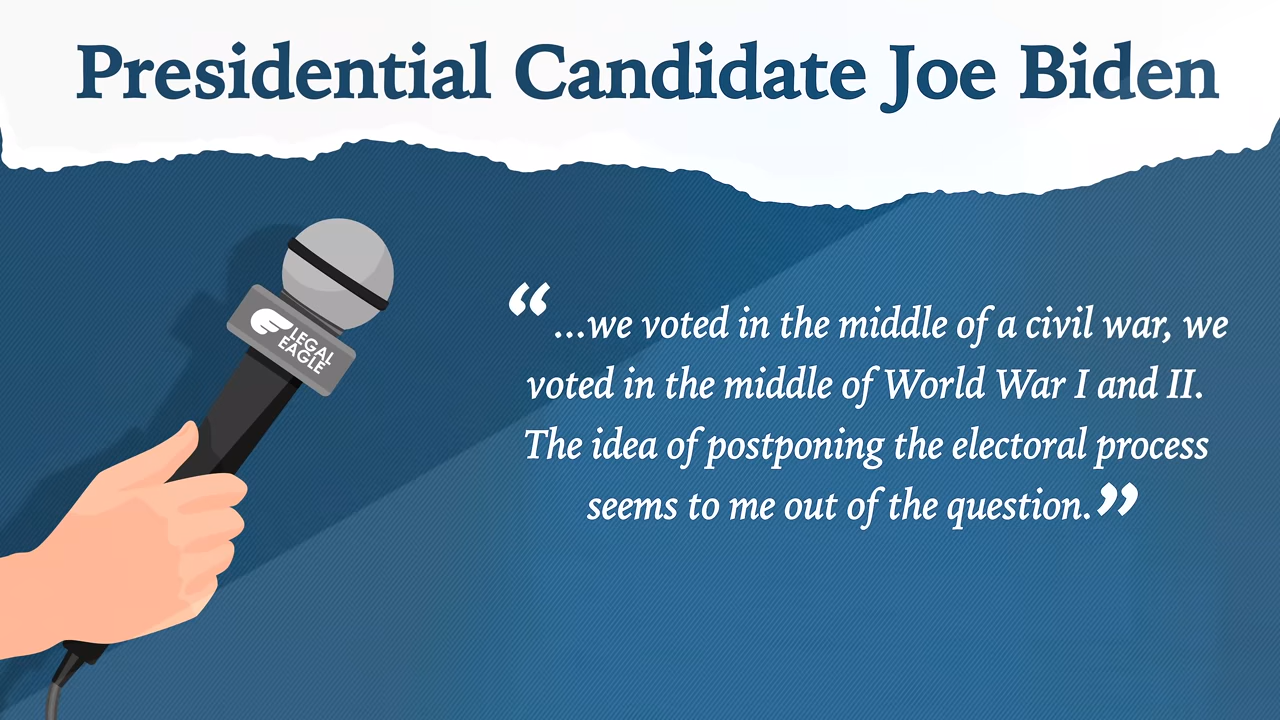 Presidential Candidate Joe Biden
LEGAL
EAGLE
“...we voted in the middle of a civil war, we
voted in the middle of World War I and II.
The idea of postponing the electoral process
seems to me out of the question.”